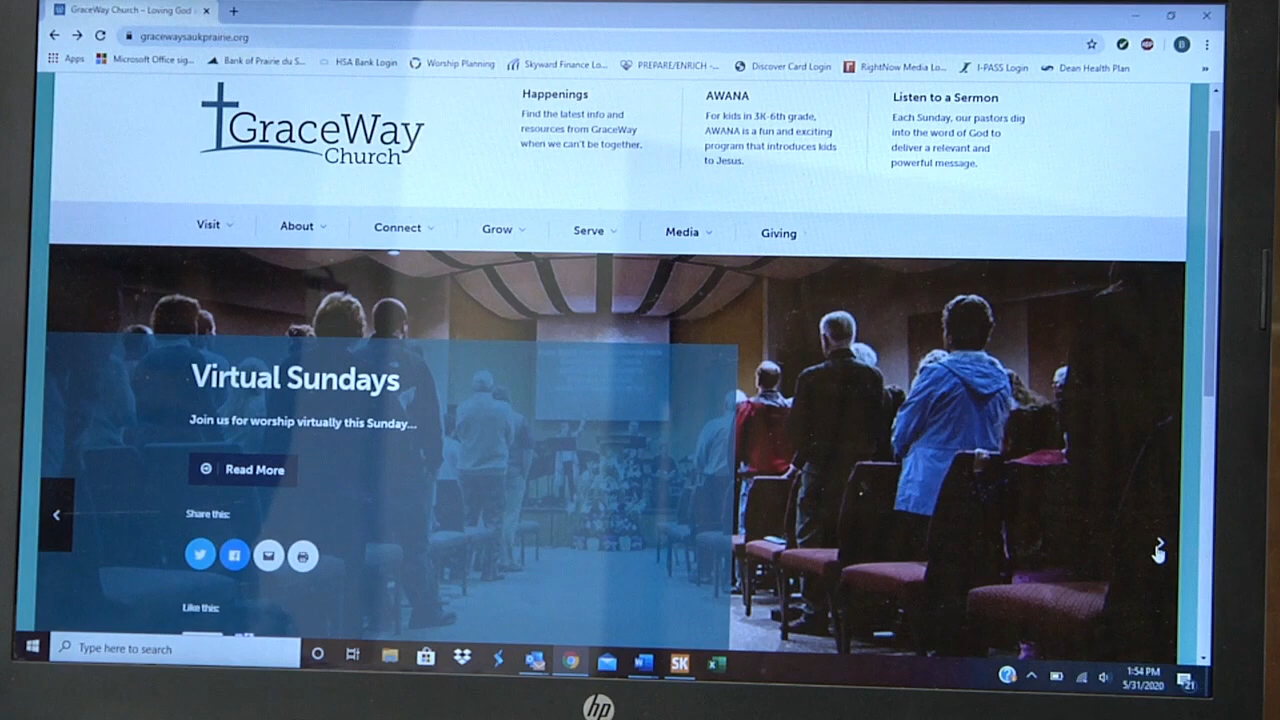 GraceWay Church – Loving God
gracewaysaukprairie.org
B
Apps
Microsoft Office sig...
Bank of Prairie du S...
HSA Bank Login
Worship Planning
Skyward Finance Lo...
PREPARE/ENRICH -...
Discover Card Login
RightNow Media Lo...
I-PASS Login
Dean Health Plan
»
GraceWay
Church
Happenings
Find the latest info and
resources from GraceWay
when we can't be together.
AWANA
For kids in 3K-6th grade,
AWANA is a fun and exciting
program that introduces kids
to Jesus.
Listen to a Sermon
Each Sunday, our pastors dig
into the word of God to
deliver a relevant and
powerful message.
Visit
About
Connect
Grow
Serve
Media
Giving
Virtual Sundays
Join us for worship virtually this Sunday...
Read More
Share this:
Like this:
Type here to search
SK
1:54 PM
5/31/2020
21
hp